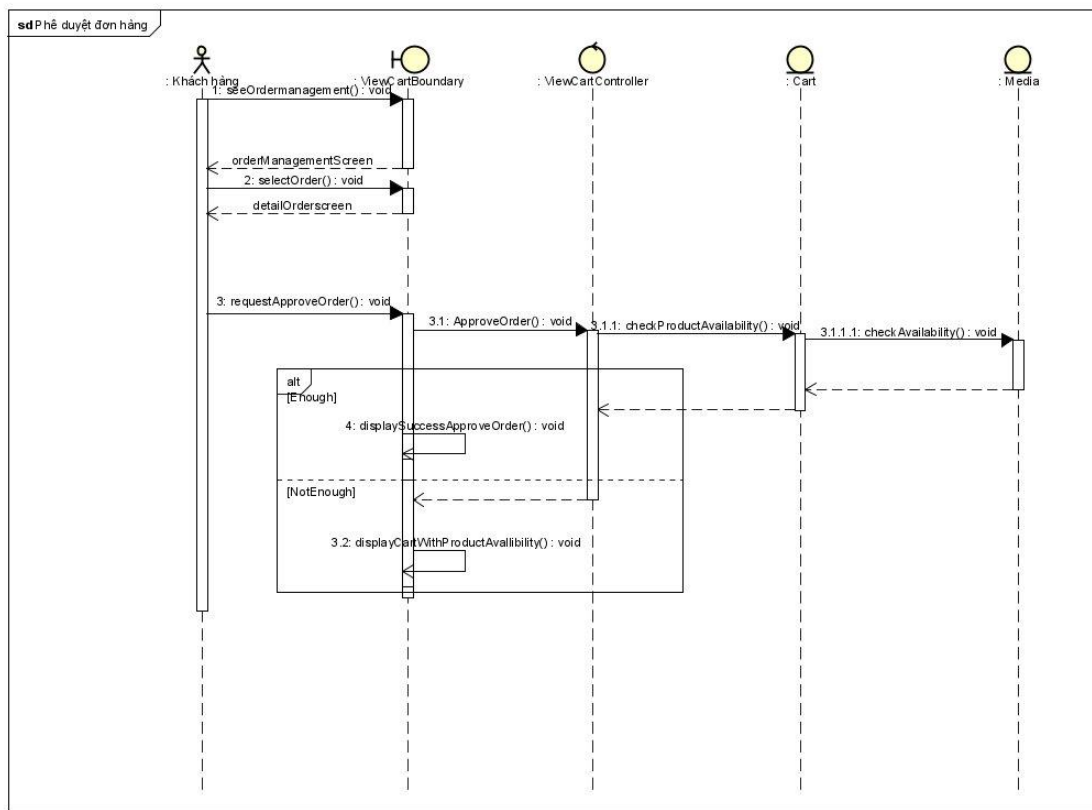 sd Phê duyệt đơn hàng
: Khách hàng
: ViewCartBoundary
: ViewCartController
: Cart
: Media
1: seeOrdermanagement() : void
orderManagementScreen
2: selectOrder() : void
detailOrderscreen
3: requestApproveOrder() : void
3.1: ApproveOrder() : void
3.1.1: checkProductAvailability() : void
3.1.1.1: checkAvailability() : void
alt
[Enough]
4: displaySuccessApproveOrder() : void
[NotEnough]
3.2: displayCartWithProductAvallibility() : void